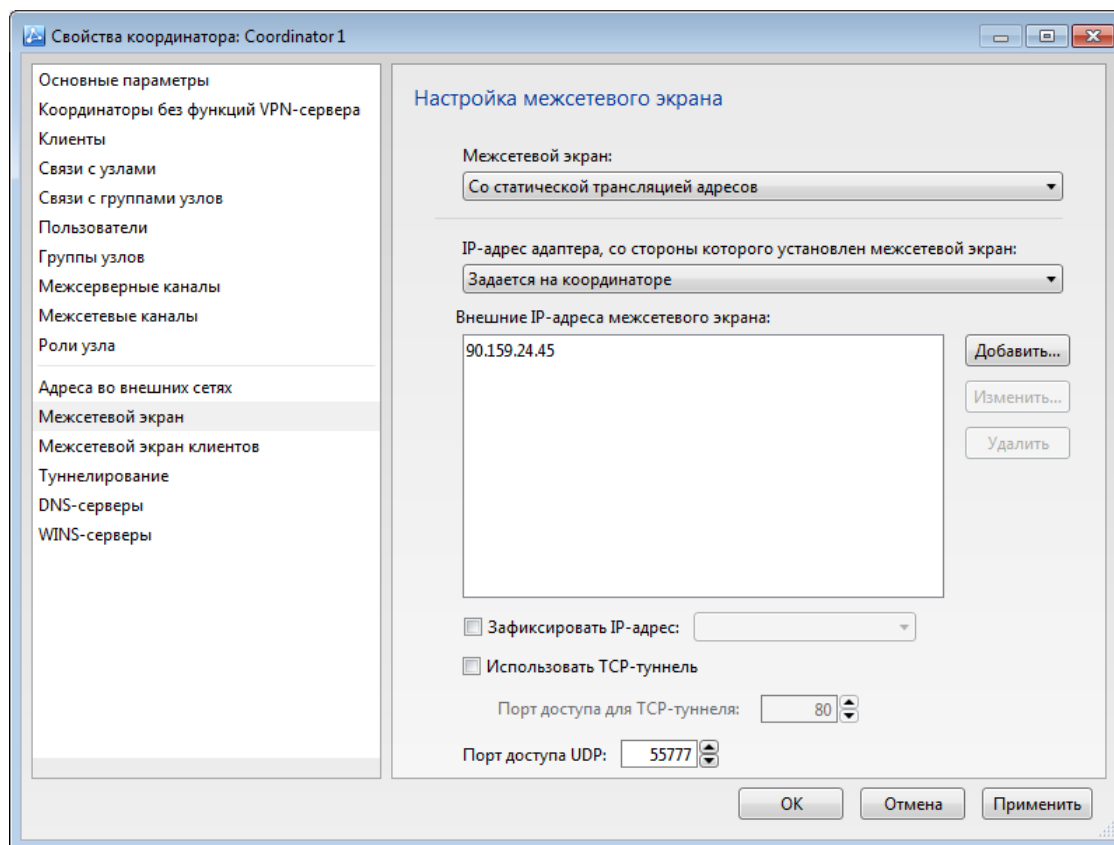 Свойства координатора: Coordinator 1
Основные параметры
Координаторы без функций VPN-сервера
Клиенты
Связи с узлами
Связи с группами узлов
Пользователи
Группы узлов
Межсерверные каналы
Межсетевые каналы
Роли узла
Адреса во внешних сетях
Межсетевой экран
Межсетевой экран клиентов
Туннелирование
DNS-серверы
WINS-серверы
Настройка межсетевого экрана
Межсетевой экран:
Со статической трансляцией адресов
IP-адрес адаптера, со стороны которого установлен межсетевой экран:
Задается на координаторе
Внешние IP-адреса межсетевого экрана:
90.159.24.45
Добавить...
Изменить...
Удалить
Зафиксировать IP-адрес:
Использовать TCP-туннель
Порт доступа для TCP-туннеля: 80
Порт доступа UDP: 55777
OK Отмена Применить